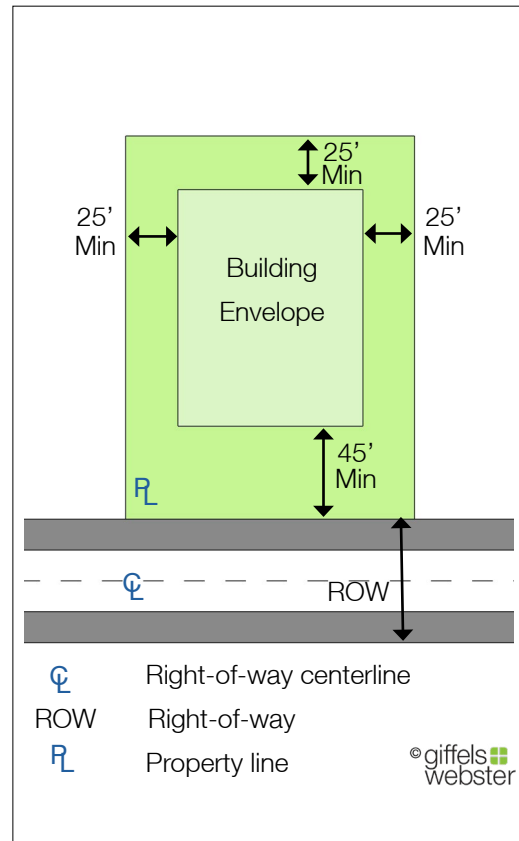 25’
Min
25’
Min
25’
Min
Building
Envelope
45’
Min
PL
CL
ROW
CL Right-of-way centerline
ROW Right-of-way
PL Property line
© giffels
webster